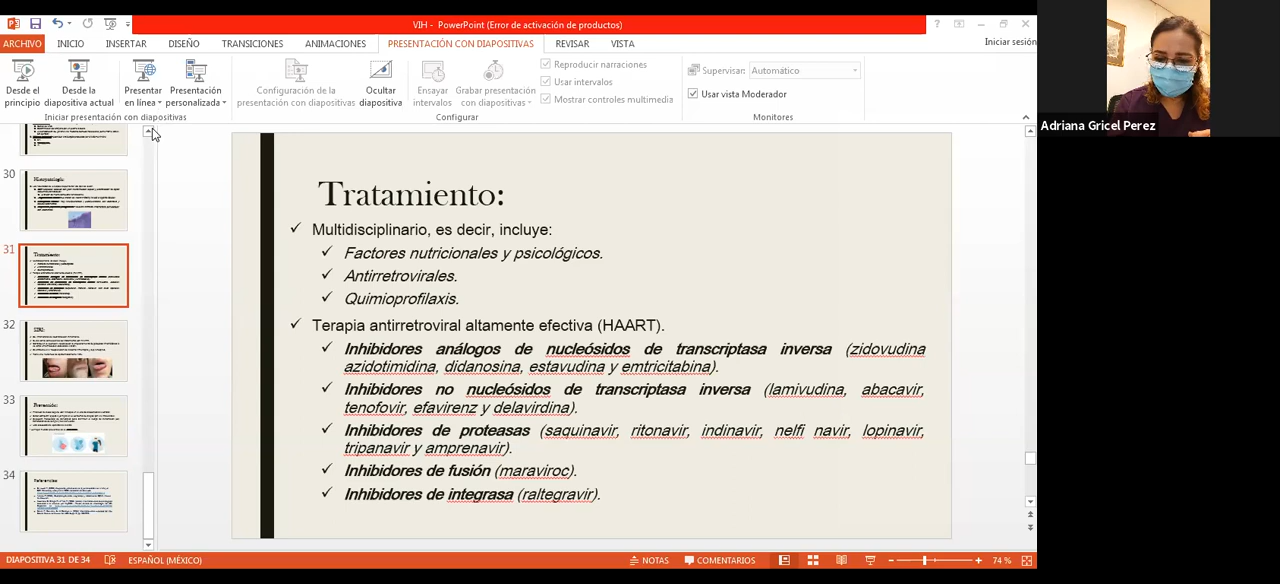 VIH - PowerPoint (Error de activación de productos)
ARCHIVO INICIO INSERTAR DISEÑO TRANSICIONES ANIMACIONES PRESENTACIÓN CON DIAPOSITIVAS REVISAR VISTA Iniciar sesión
Desde el principio
Desde la diapositiva actual
Presentar en línea
Presentación personalizada
Iniciar presentación con diapositivas
Configuración de la presentación con diapositivas
Ocultar diapositiva
Ensayar intervalos
Grabar presentación con diapositivas
Reproducir narraciones
Usar intervalos
Mostrar controles multimedia
Configurar
Supervisar: Automático
Usar vista Moderador
Monitores
Adriana Gricel Perez
30
Histopatología:
31
Tratamiento:
32
33
Prevención:
34
Referencias:
Tratamiento:
Multidisciplinario, es decir, incluye:
Factores nutricionales y psicológicos.
Antirretrovirales.
Quimioprofilaxis.
Terapia antirretroviral altamente efectiva (HAART).
Inhibidores análogos de nucleósidos de transcriptasa inversa (zidovudina
azidotimidina, didanosina, estavudina y emtricitabina).
Inhibidores no nucleósidos de transcriptasa inversa (lamivudina, abacavir,
tenofovir, efavirenz y delavirdina).
Inhibidores de proteasas (saquinavir, ritonavir, indinavir, nelfi navir, lopinavir,
tripanavir y amprenavir).
Inhibidores de fusión (maraviroc).
Inhibidores de integrasa (raltegravir).
DIAPOSITIVA 31 DE 34 ESPAÑOL (MÉXICO) NOTAS COMENTARIOS 74 %